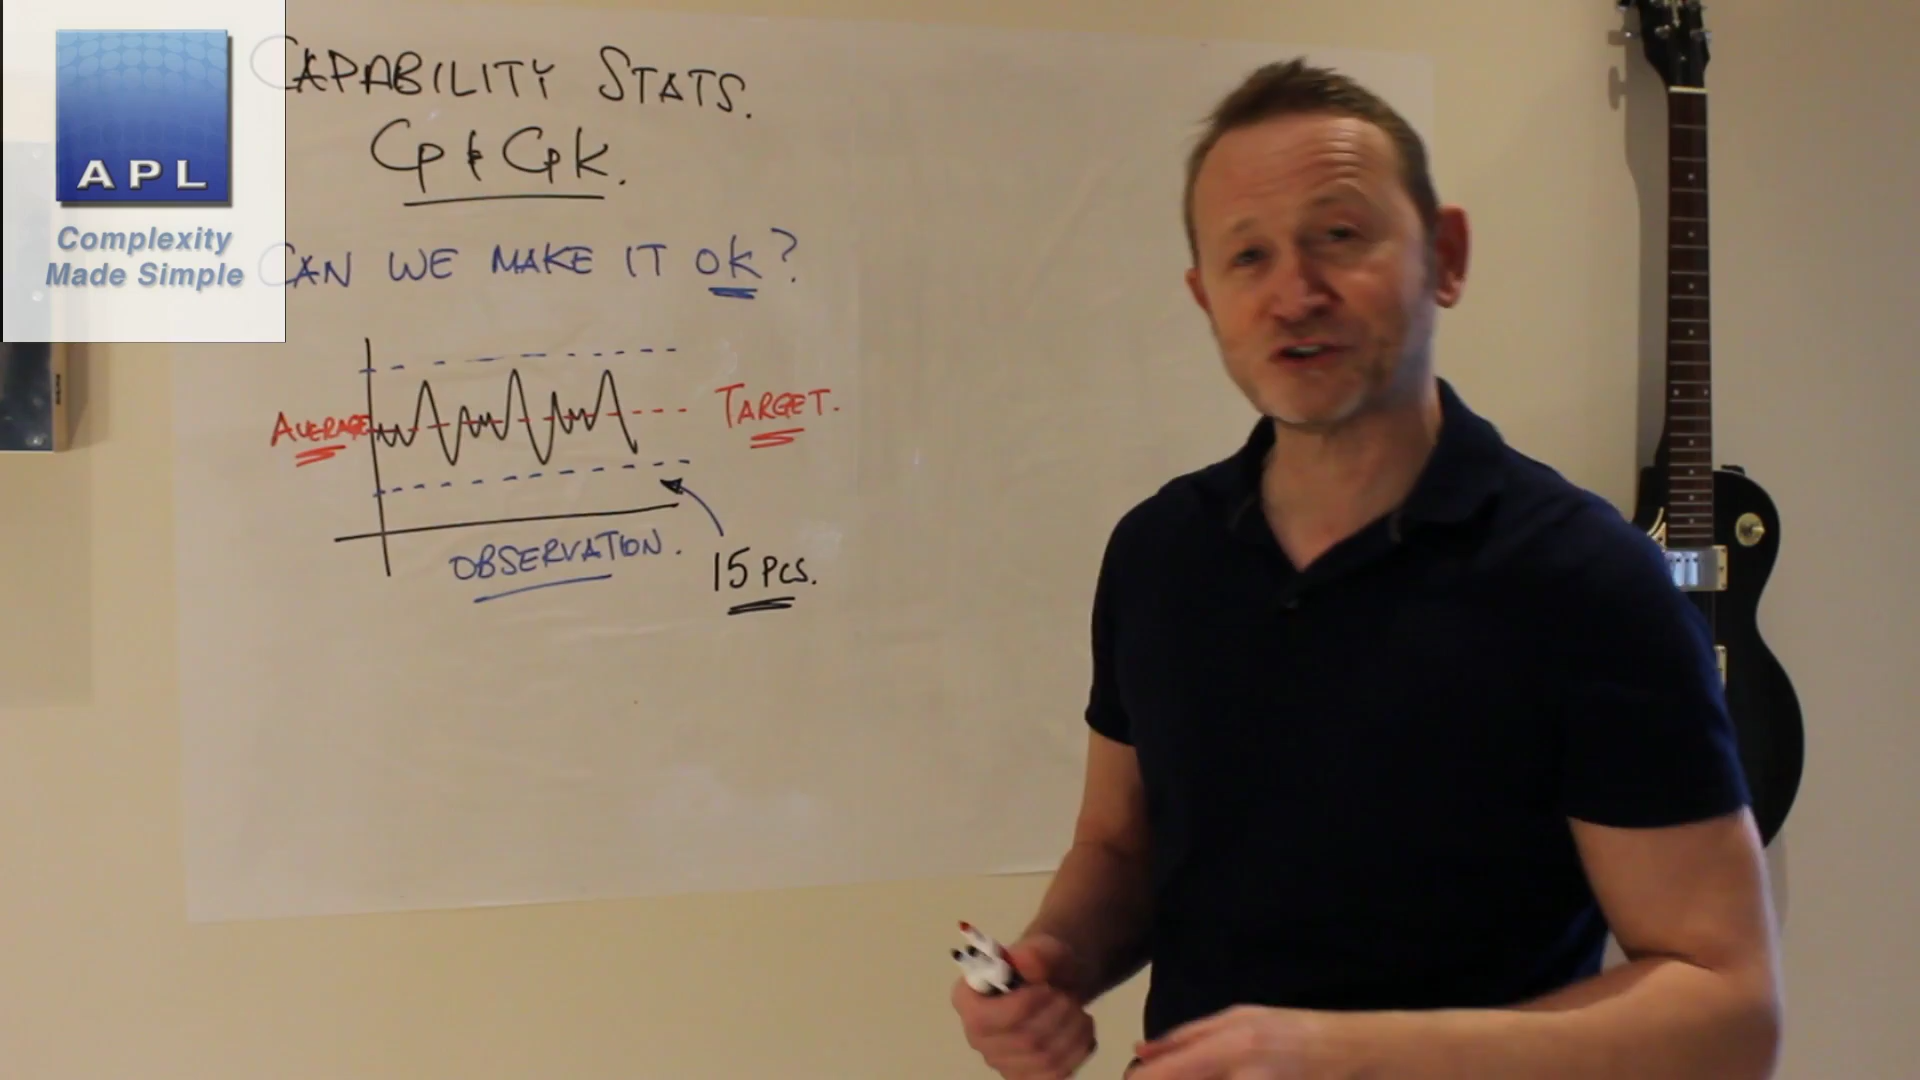 APL
Complexity
Made Simple
CAPABILITY STATS.
Cp & Cpk.
CAN WE MAKE IT OK?
AVERAGE
TARGET.
OBSERVATION.
15 PCS.